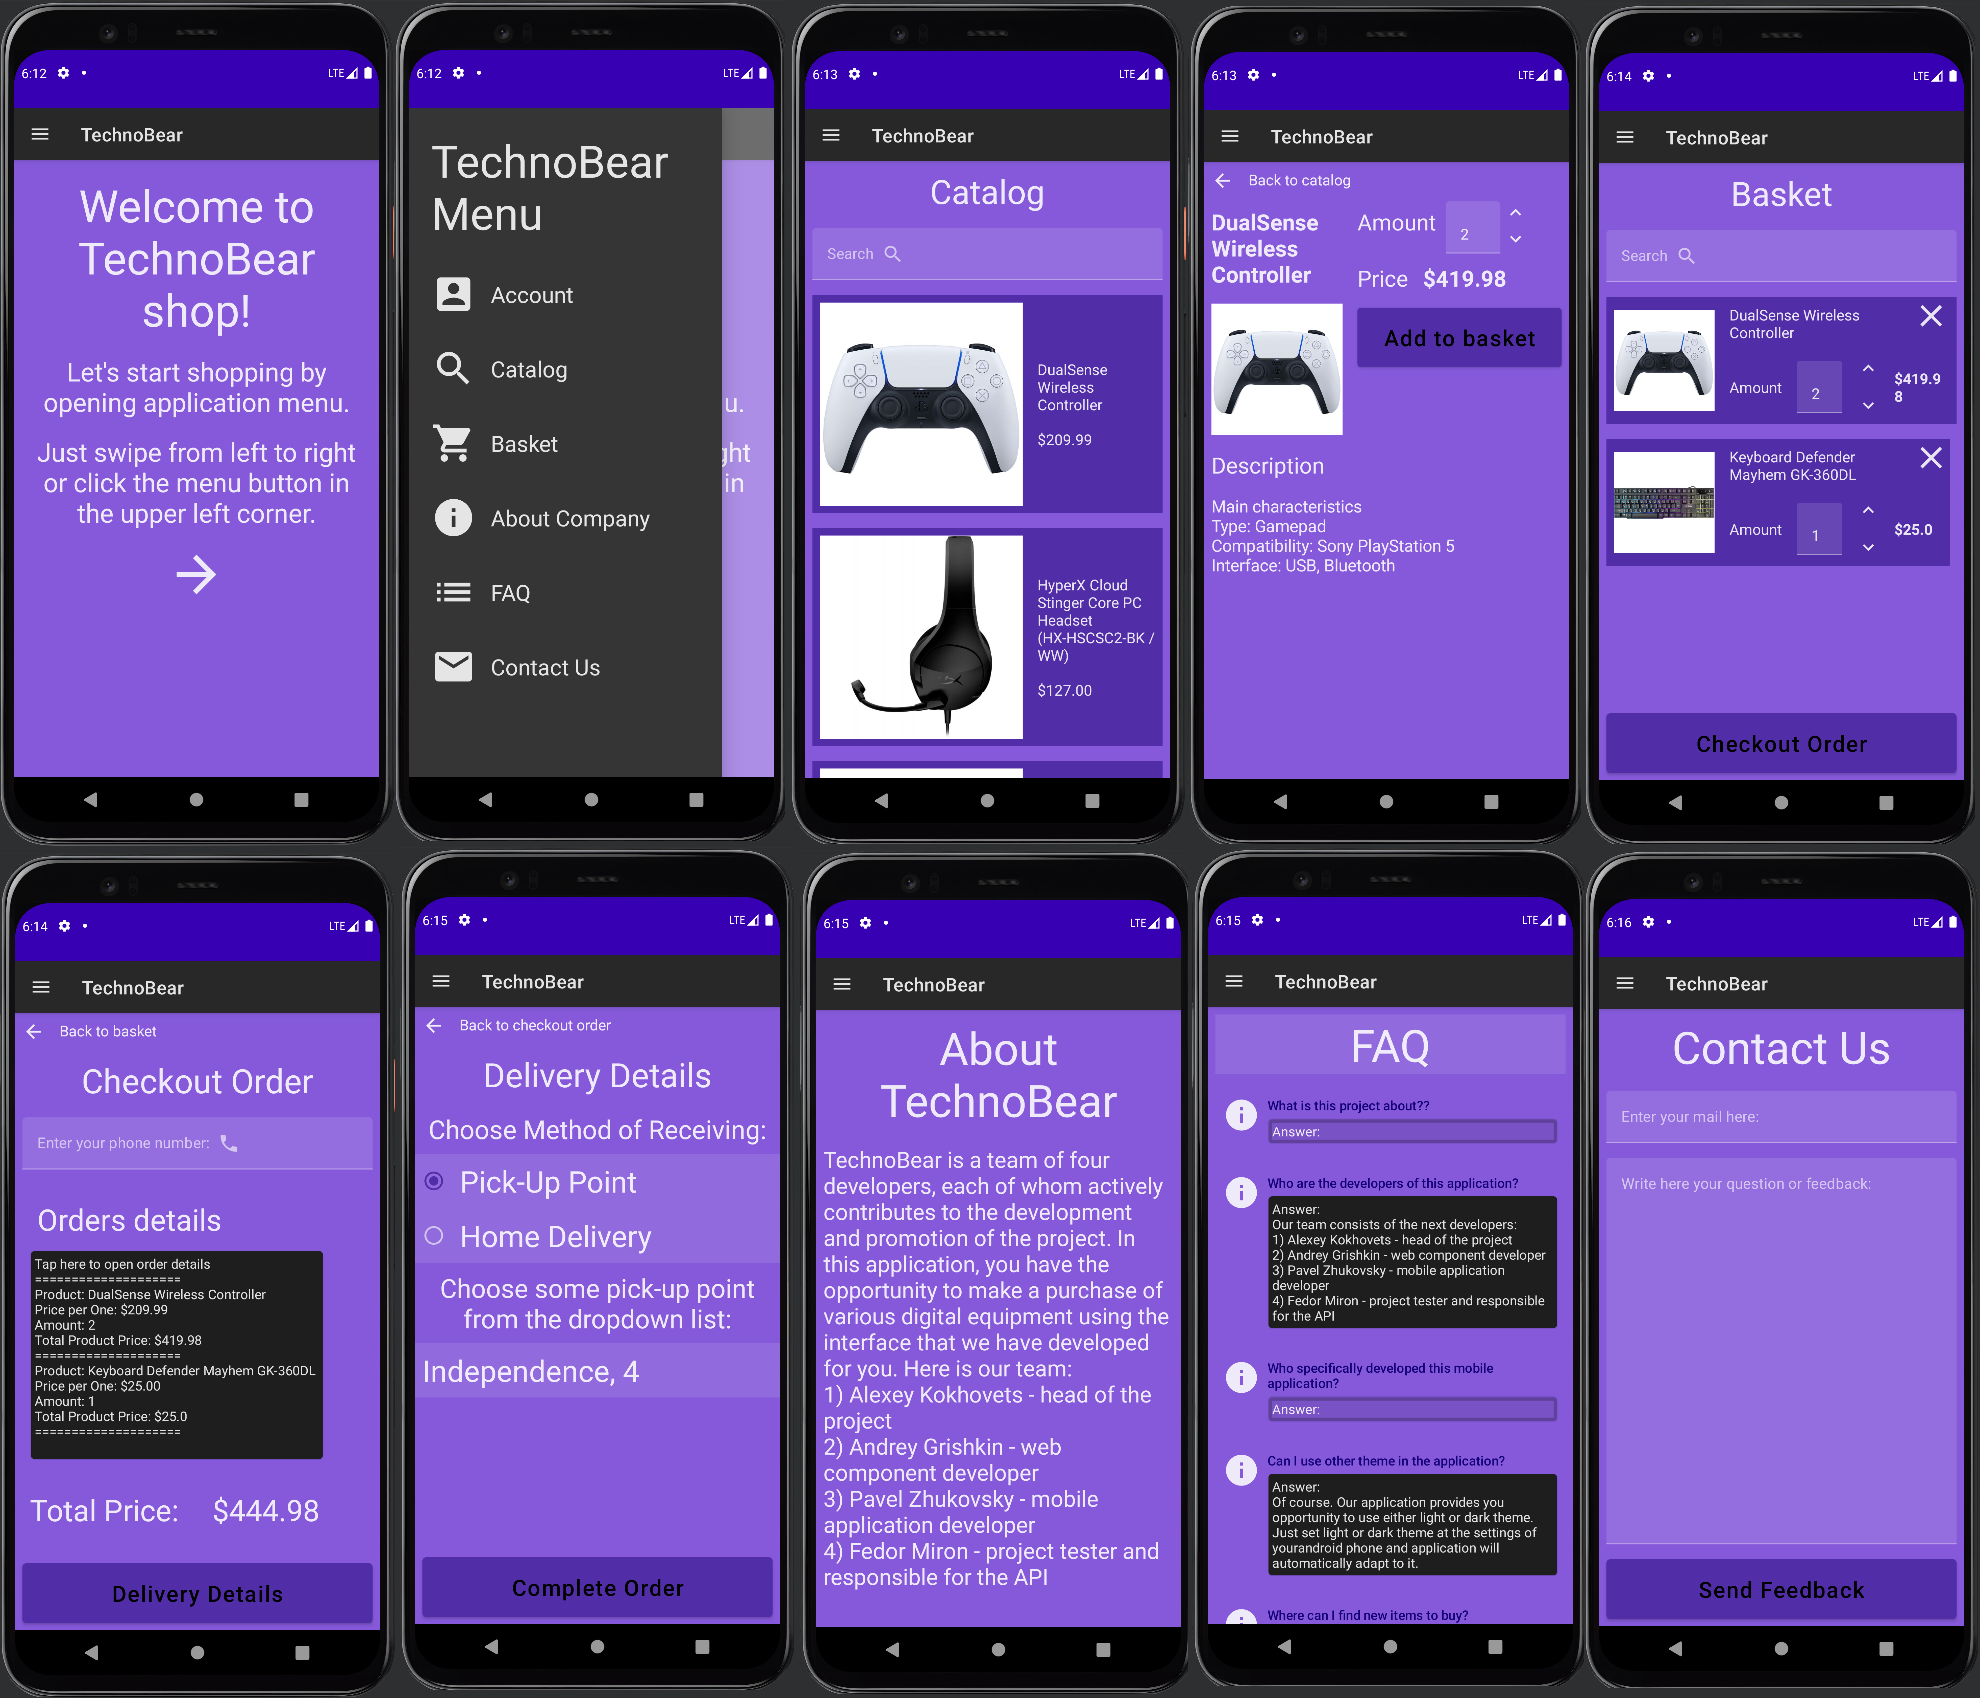 6:12
LTE
TechnoBear
Welcome to
TechnoBear
shop!
Let's start shopping by
opening application menu.
Just swipe from left to right
or click the menu button in
the upper left corner.
6:12
LTE
TechnoBear
Menu
Account
Catalog
Basket
About Company
FAQ
Contact Us
u.
ht
in
6:13
LTE
TechnoBear
Catalog
Search
DualSense
Wireless
Controller
$209.99
HyperX Cloud
Stinger Core PC
Headset
(HX-HSCSC2-BK /
WW)
$127.00
6:13
LTE
TechnoBear
Back to catalog
DualSense
Wireless
Controller
Amount 2
Price $419.98
Add to basket
Description
Main characteristics
Type: Gamepad
Compatibility: Sony PlayStation 5
Interface: USB, Bluetooth
6:14
LTE
TechnoBear
Basket
Search
DualSense Wireless
Controller
Amount 2
$419.9
8
Keyboard Defender
Mayhem GK-360DL
Amount 1 $25.0
Checkout Order
6:14
LTE
TechnoBear
Back to basket
Checkout Order
Enter your phone number:
Orders details
Tap here to open order details
====================
Product: DualSense Wireless Controller
Price per One: $209.99
Amount: 2
Total Product Price: $419.98
====================
Product: Keyboard Defender Mayhem GK-360DL
Price per One: $25.00
Amount: 1
Total Product Price: $25.0
====================
Total Price: $444.98
Delivery Details
6:15
LTE
TechnoBear
Back to checkout order
Delivery Details
Choose Method of Receiving:
Pick-Up Point
Home Delivery
Choose some pick-up point
from the dropdown list:
Independence, 4
Complete Order
6:15
LTE
TechnoBear
About
TechnoBear
TechnoBear is a team of four
developers, each of whom actively
contributes to the development
and promotion of the project. In
this application, you have the
opportunity to make a purchase of
various digital equipment using the
interface that we have developed
for you. Here is our team:
1) Alexey Kokhovets - head of the
project
2) Andrey Grishkin - web
component developer
3) Pavel Zhukovsky - mobile
application developer
4) Fedor Miron - project tester and
responsible for the API
6:15
LTE
TechnoBear
FAQ
What is this project about??
Answer:
Who are the developers of this application?
Answer:
Our team consists of the next developers:
1) Alexey Kokhovets - head of the project
2) Andrey Grishkin - web component developer
3) Pavel Zhukovsky - mobile application
developer
4) Fedor Miron - project tester and responsible
for the API
Who specifically developed this mobile
application?
Answer:
Can I use other theme in the application?
Answer:
Of course. Our application provides you
opportunity to use either light or dark theme.
Just set light or dark theme at the settings of
yourandroid phone and application will
automatically adapt to it.
Where can I find new items to buy?
6:16
LTE
TechnoBear
Contact Us
Enter your mail here:
Write here your question or feedback:
Send Feedback